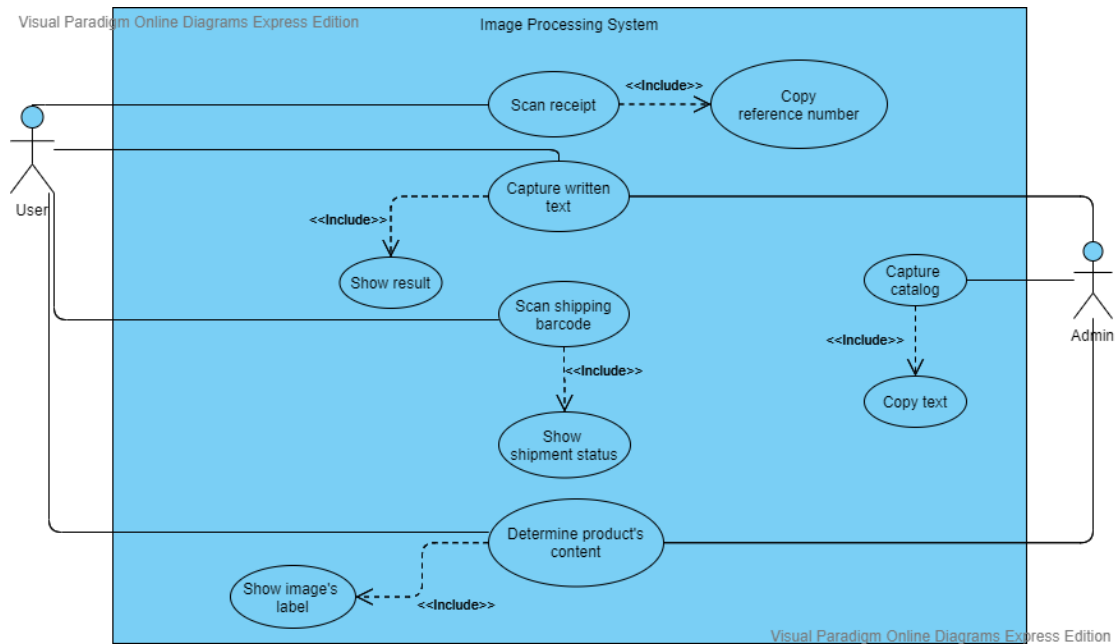 Visual Paradigm Online Diagrams Express Edition
Image Processing System
Scan receipt
<<Include>>
Copy
reference number
User
Capture written
text
<<Include>>
Show result
Scan shipping
barcode
Capture
catalog
Admin
<<Include>>
<<Include>>
Copy text
Show
shipment status
Determine product's
content
Show image's
label
<<Include>>
Visual Paradigm Online Diagrams Express Edition